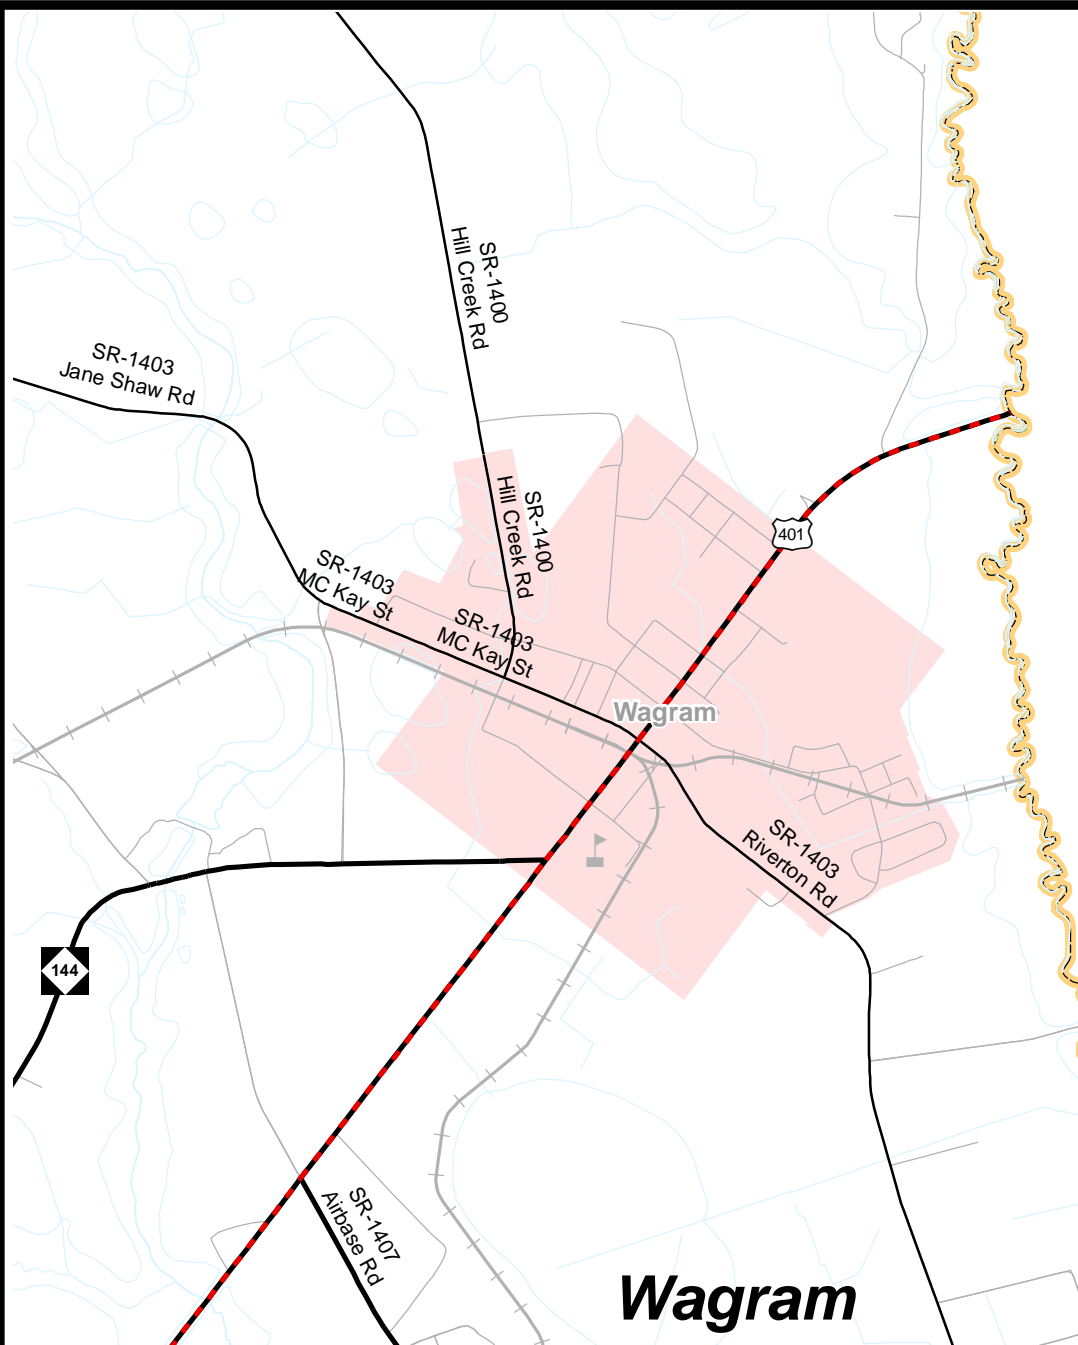 SR-1400
Hill Creek Rd
SR-1403
Jane Shaw Rd
SR-1400
Hill Creek Rd
401
SR-1403
MC Kay St
SR-1403
MC Kay St
Wagram
SR-1403
Riverton Rd
144
SR-1407
Airbase Rd
Wagram